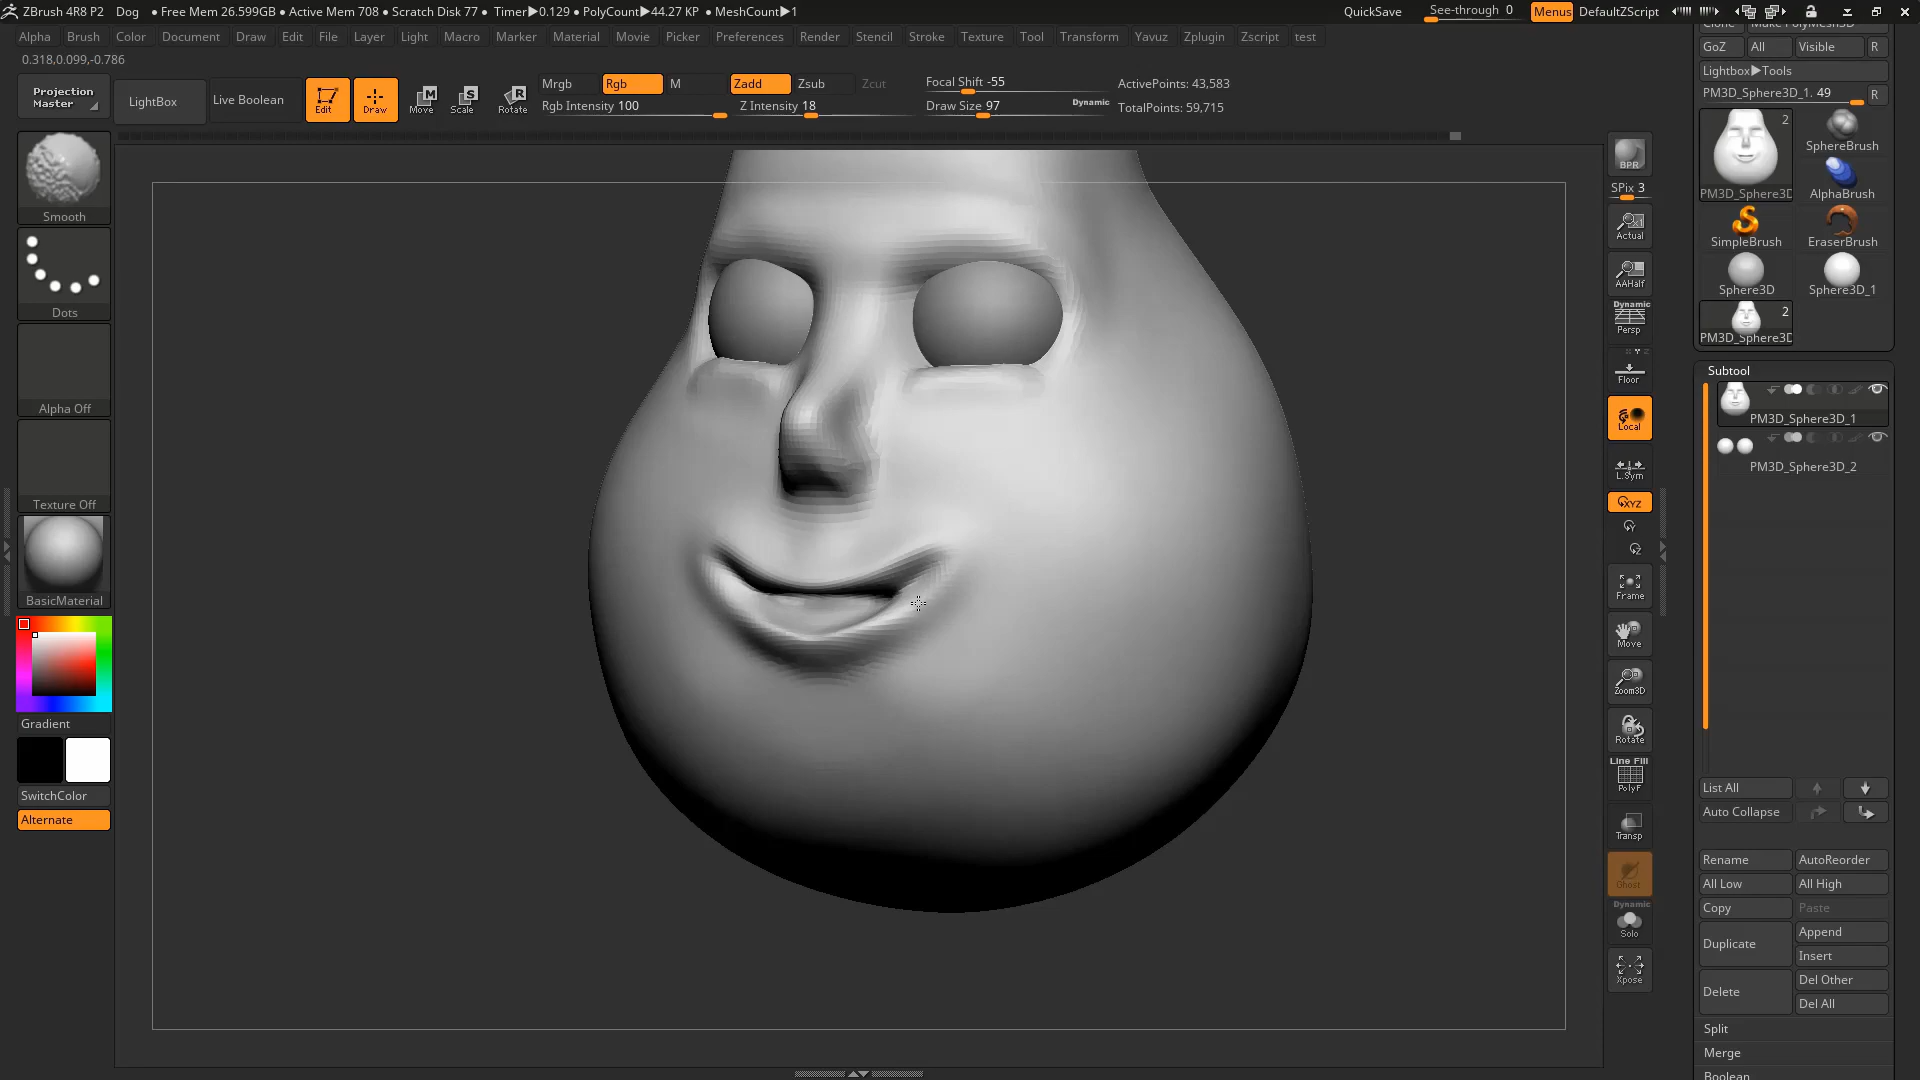 ZBrush 4R8 P2 Dog • Free Mem 26.599GB • Active Mem 708 • Scratch Disk 77 • Timer▶0.129 • PolyCount▶44.27 KP • MeshCount▶1 QuickSave See-through 0 Menus DefaultZScript
Alpha Brush Color Document Draw Edit File Layer Light Macro Marker Material Movie Picker Preferences Render Stencil Stroke Texture Tool Transform Yavuz Zplugin Zscript test
0.318,0.099,-0.786
Projection
Master
LightBox
Live Boolean
Edit
Draw
Move
Scale
Rotate
Mrgb Rgb M
Rgb Intensity 100
Zadd Zsub Zcut
Z Intensity 18
Focal Shift -55
Draw Size 97
Dynamic
ActivePoints: 43,583
TotalPoints: 59,715
Smooth
Dots
Alpha Off
Texture Off
BasicMaterial
Gradient
SwitchColor
Alternate
BPR
SPix 3
Actual
AAHalf
Dynamic
Persp
Floor
Local
L.Sym
XYZ
Y
Z
Frame
Move
Zoom3D
Rotate
Line Fill
PolyF
Transp
Ghost
Dynamic
Solo
Xpose
GoZ All Visible R
Lightbox▶Tools
PM3D_Sphere3D_1. 49 R
2
PM3D_Sphere3D
SphereBrush
AlphaBrush
SimpleBrush
EraserBrush
Sphere3D
Sphere3D_1
2
PM3D_Sphere3D
Subtool
PM3D_Sphere3D_1
PM3D_Sphere3D_2
List All
Auto Collapse
Rename AutoReorder
All Low All High
Copy Paste
Duplicate
Append
Insert
Delete
Del Other
Del All
Split
Merge
Boolean